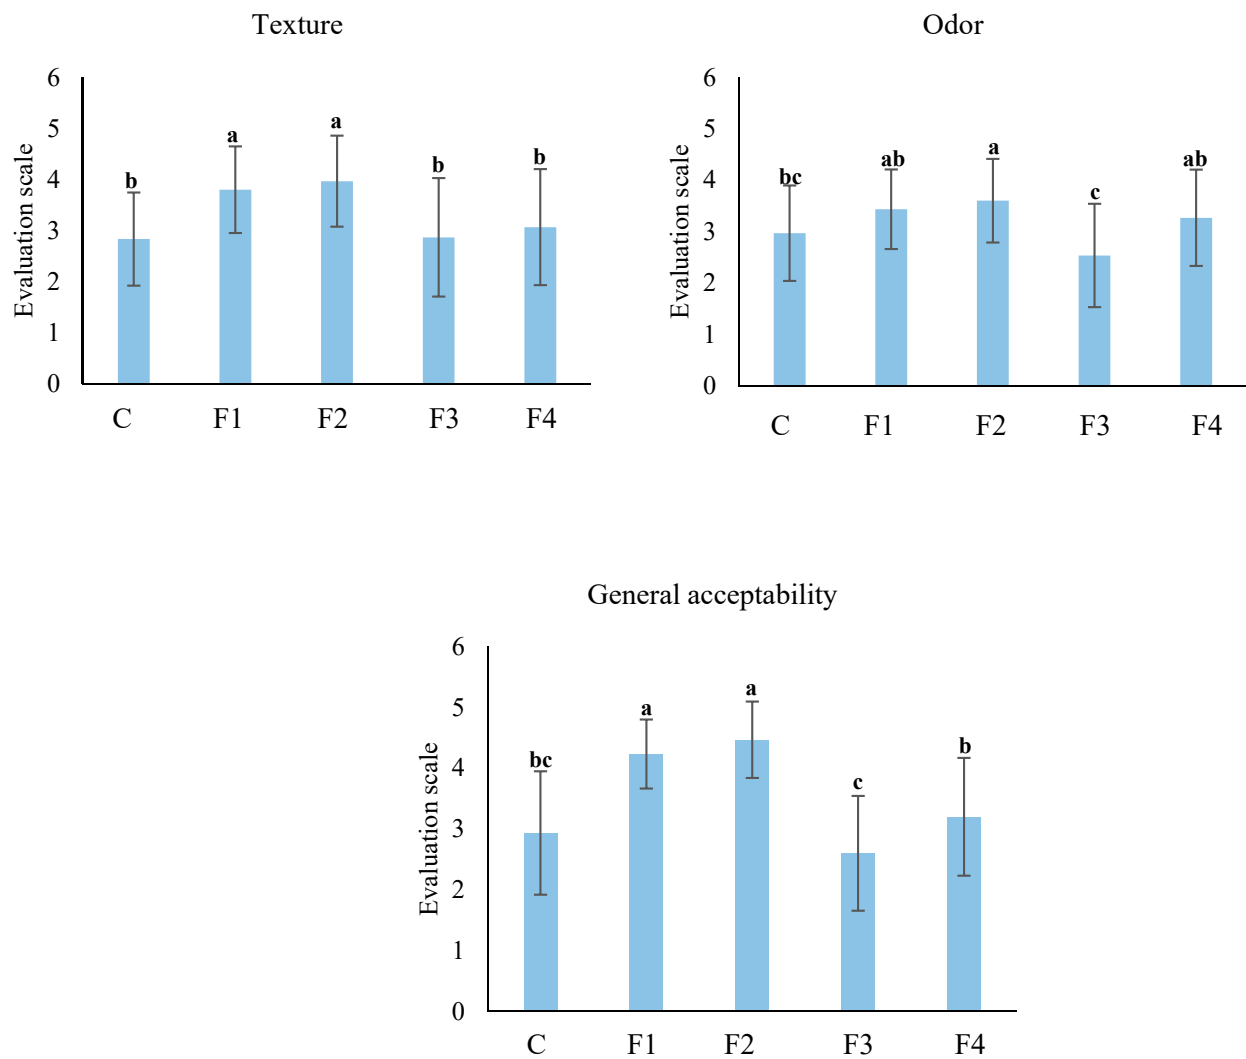 Texture
Evaluation scale
6
5
4
3
2
1
0
b
a
a
b
b
C F1 F2 F3 F4
Odor
Evaluation scale
6
5
4
3
2
1
0
bc
ab
a
c
ab
C F1 F2 F3 F4
General acceptability
Evaluation scale
6
5
4
3
2
1
0
bc
a
a
c
b
C F1 F2 F3 F4